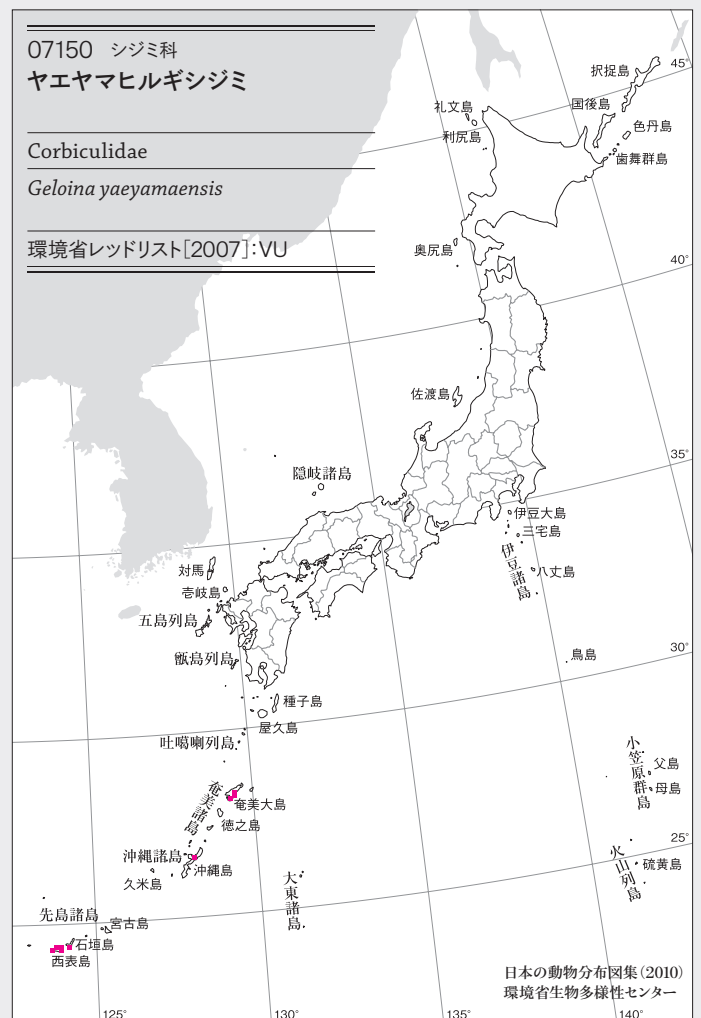 07150 シジミ科
ヤエヤマヒルギシジミ
Corbiculidae
Geloina yaeyamaensis
環境省レッドリスト[2007]:VU
45°
択捉島
国後島
礼文島
色丹島
利尻島
歯舞群島
奥尻島
40°
佐渡島
35°
隠岐諸島
伊豆大島
三宅島
伊豆諸島
八丈島
対馬
壱岐島
五島列島
甑島列島
鳥島
30°
種子島
屋久島
吐噶喇列島
小笠原群島
父島
母島
奄美諸島
奄美大島
徳之島
25°
沖縄諸島
沖縄島
久米島
火山列島
硫黄島
大東諸島
先島諸島
宮古島
石垣島
西表島
日本の動物分布図集(2010)
環境省生物多様性センター
125°
130°
135°
140°